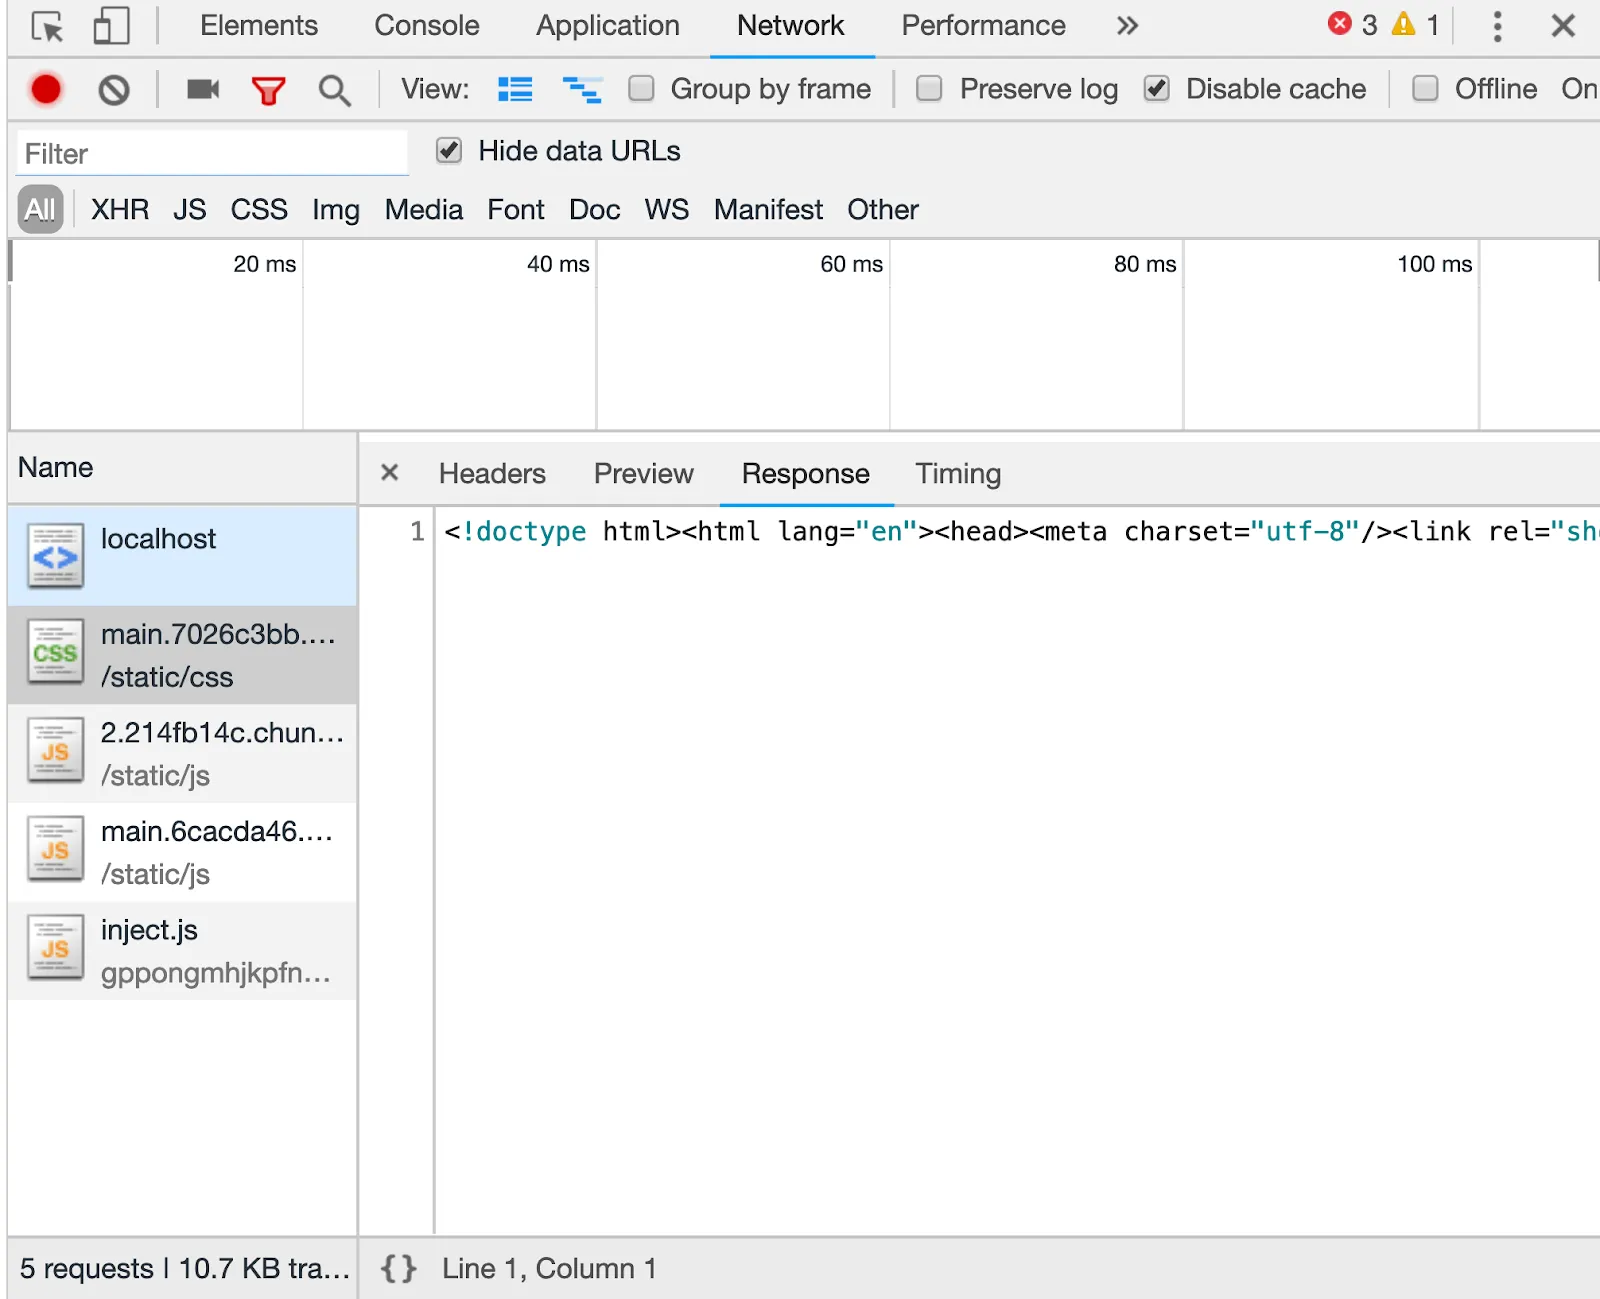 Elements Console Application Network Performance » 3 1
View: Group by frame Preserve log Disable cache Offline On
Filter Hide data URLs
All XHR JS CSS Img Media Font Doc WS Manifest Other
20 ms 40 ms 60 ms 80 ms 100 ms
Name
× Headers Preview Response Timing
1 <!doctype html><html lang="en"><head><meta charset="utf-8"/><link rel="sh
localhost
CSS
main.7026c3bb....
/static/css
JS
2.214fb14c.chun...
/static/js
JS
main.6cacda46....
/static/js
JS
inject.js
gppongmhjkpfn...
5 requests | 10.7 KB tra... {} Line 1, Column 1